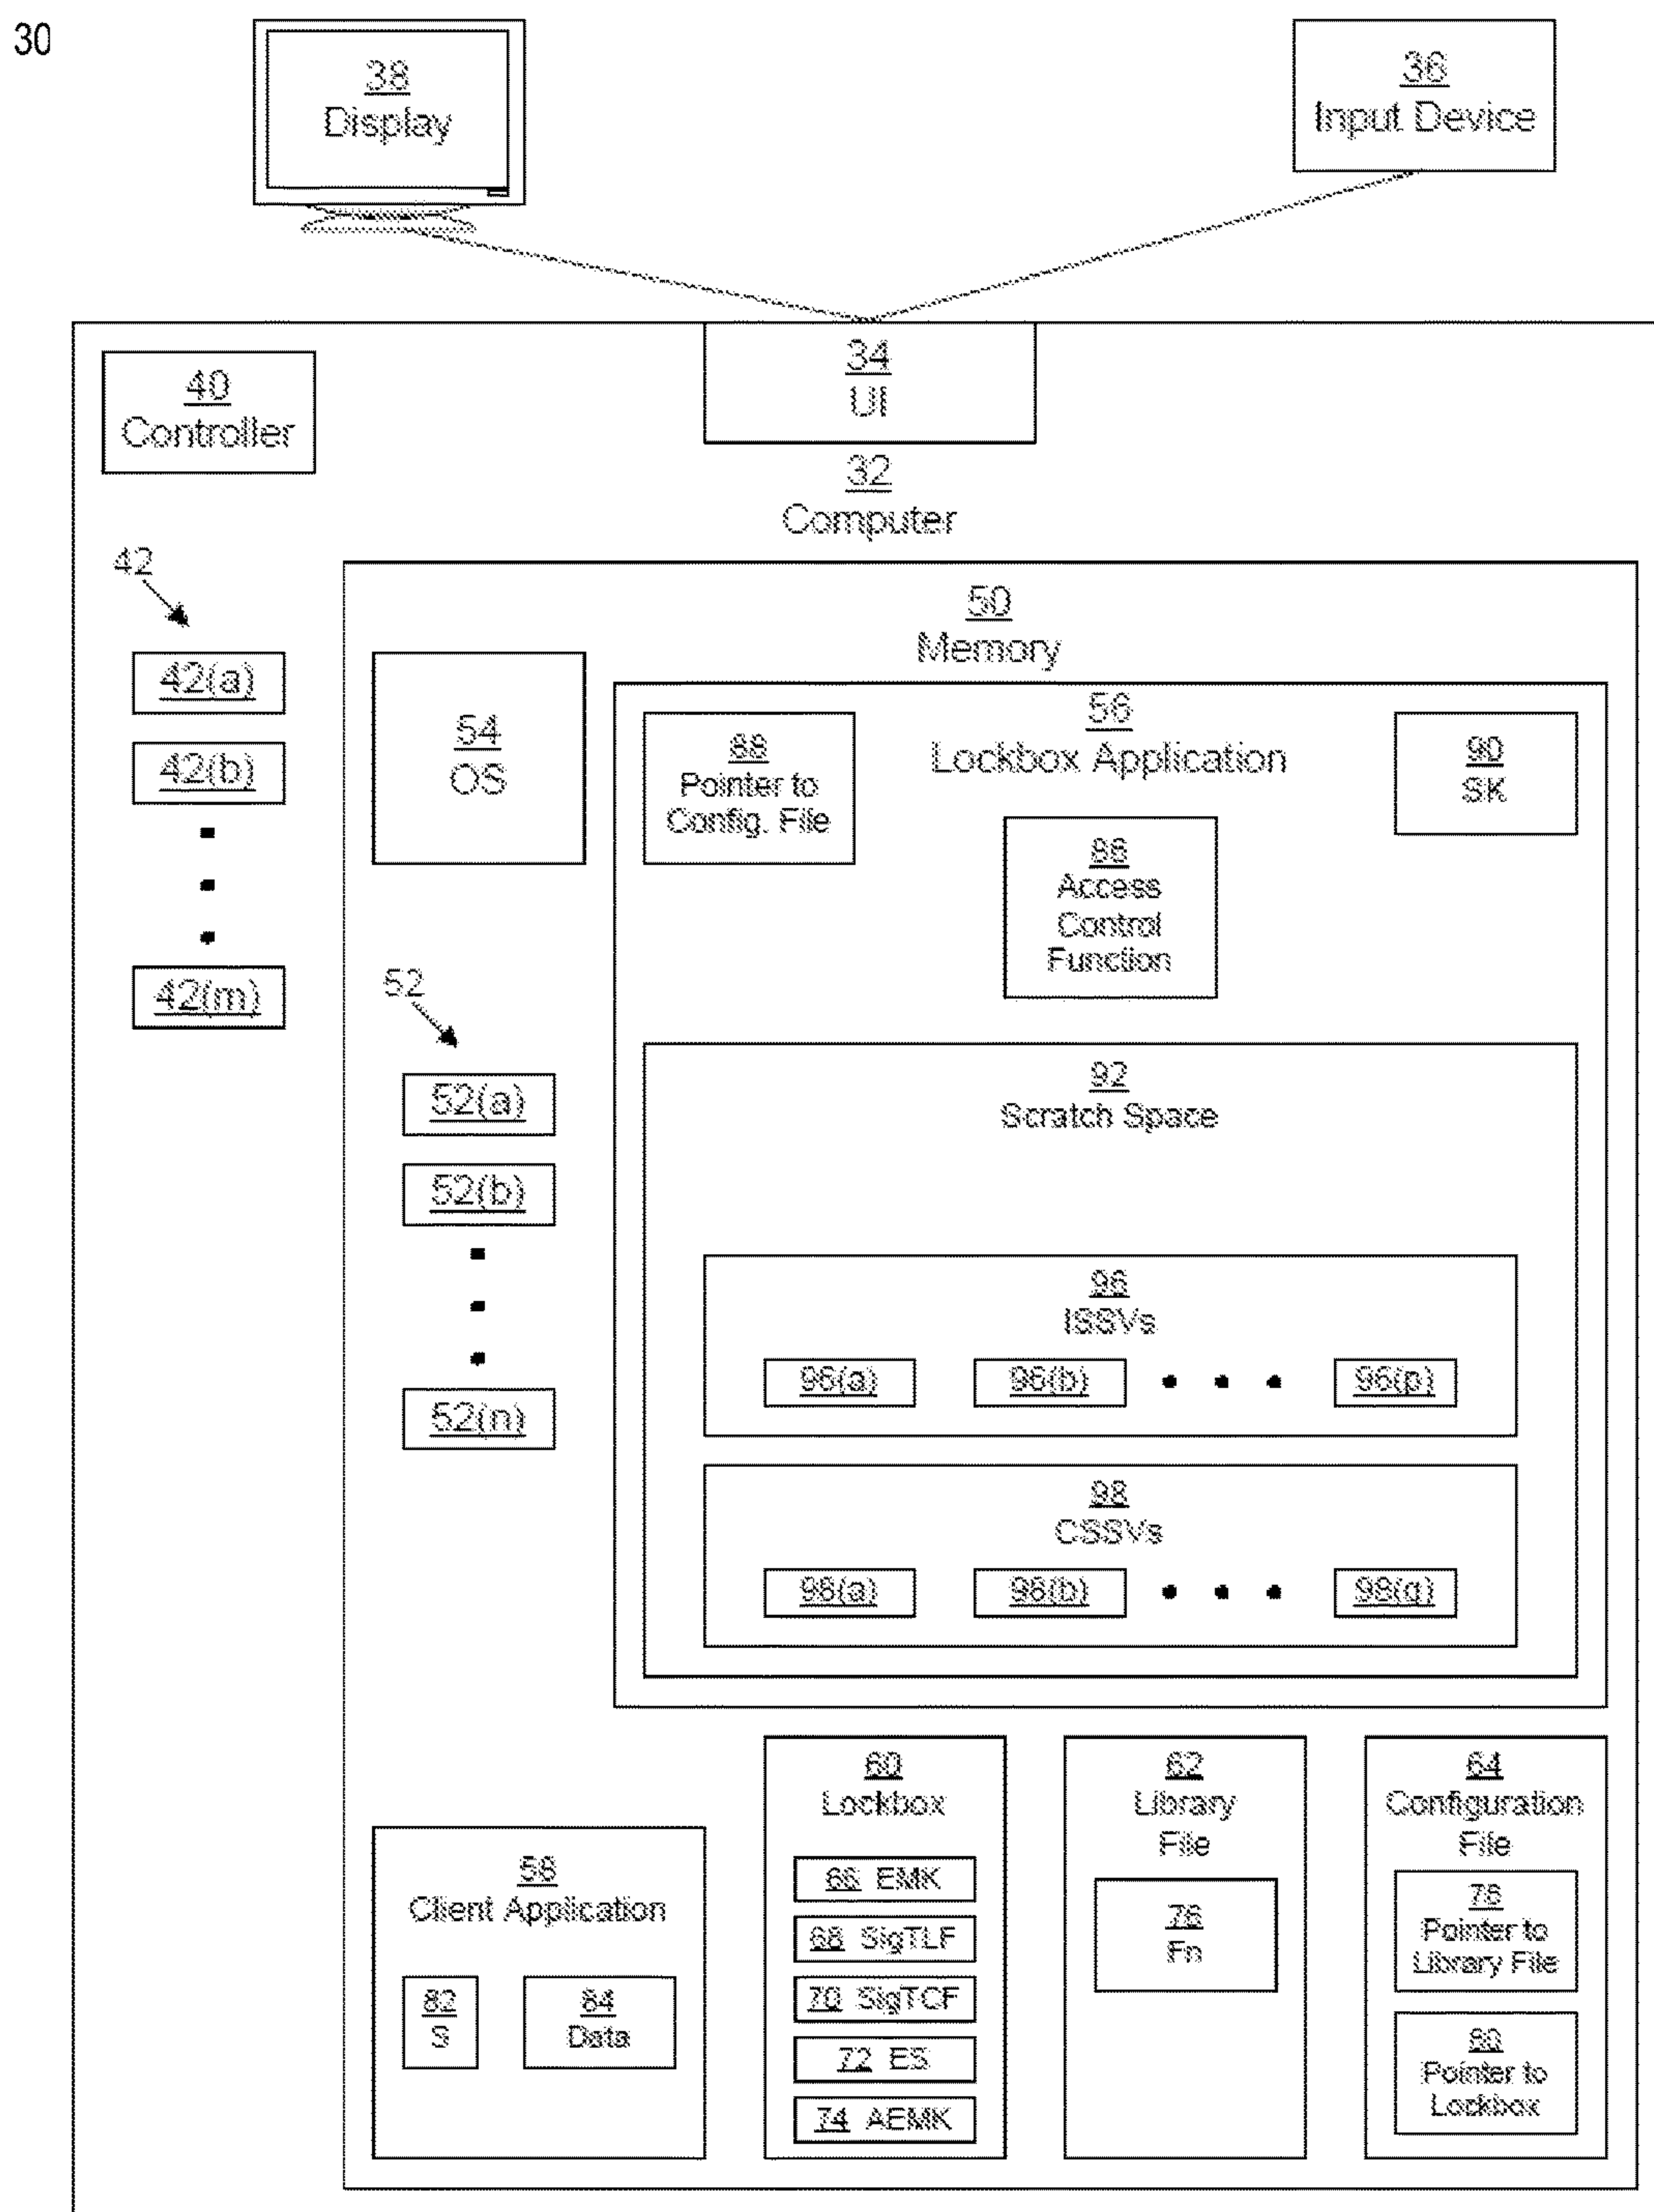 30
38
Display
36
Input Device
34
UI
40
Controller
32
Computer
42
42(a)
42(b)
42(m)
50
Memory
54
OS
52
52(a)
52(b)
52(n)
56
Lockbox Application
88
Pointer to
Config. File
90
SK
86
Access
Control
Function
92
Scratch Space
96
ISSVs
96(a)
96(b)
96(p)
98
CSSVs
98(a)
98(b)
98(q)
58
Client Application
82
S
84
Data
60
Lockbox
66 EMK
68 SigTLF
70 SigTCF
72 ES
74 AEMK
62
Library
File
76
Fn
64
Configuration
File
78
Pointer to
Library File
80
Pointer to
Lockbox